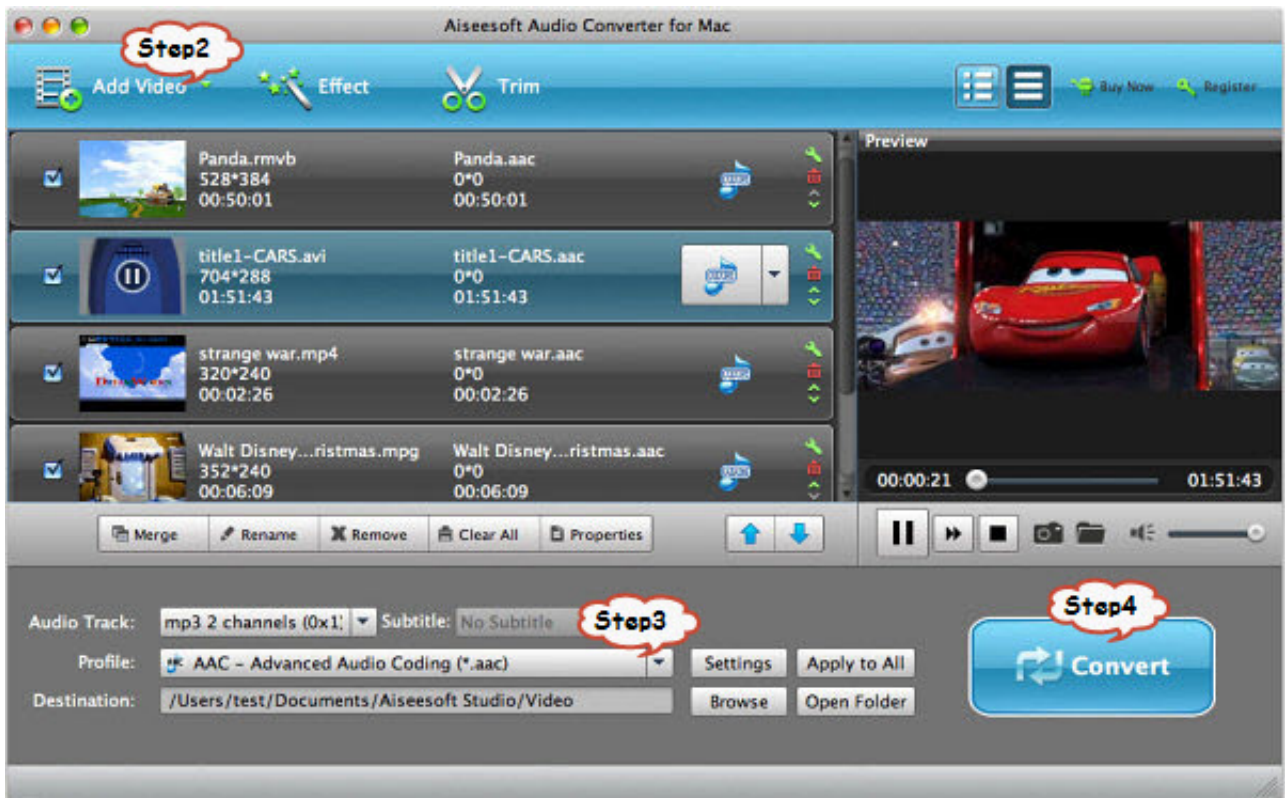 Aiseesoft Audio Converter for Mac
Step2
Add Video
Effect
Trim
Buy Now
Register
Panda.rmvb
528*384
00:50:01
Panda.aac
0*0
00:50:01
title1-CARS.avi
704*288
01:51:43
title1-CARS.aac
0*0
01:51:43
strange war.mp4
320*240
00:02:26
strange war.aac
0*0
00:02:26
Walt Disney...ristmas.mpg
352*240
00:06:09
Walt Disney...ristmas.aac
0*0
00:06:09
Preview
00:00:21
01:51:43
Merge
Rename
Remove
Clear All
Properties
Audio Track:
mp3 2 channels (0x1
Subtitle:
No Subtitle
Step3
Profile:
AAC - Advanced Audio Coding (*.aac)
Settings
Apply to All
Destination:
/Users/test/Documents/Aiseesoft Studio/Video
Browse
Open Folder
Step4
Convert